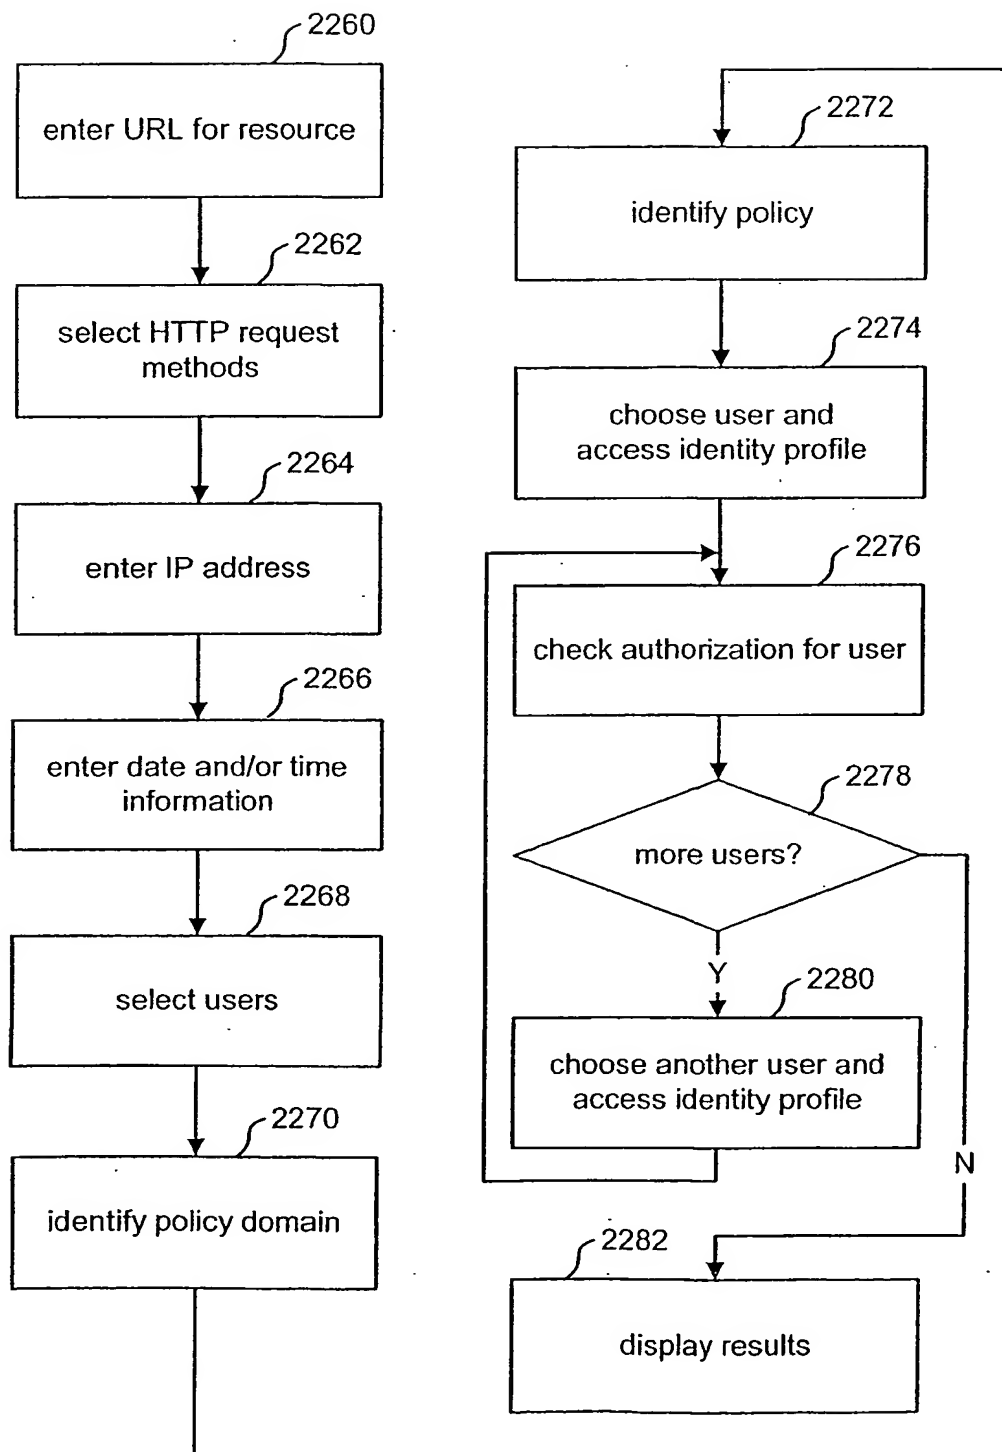 2260
enter URL for resource
2262
select HTTP request
methods
2264
enter IP address
2266
enter date and/or time
information
2268
select users
2270
identify policy domain
2272
identify policy
2274
choose user and
access identity profile
2276
check authorization for user
2278
more users?
Y
2280
choose another user and
access identity profile
N
2282
display results